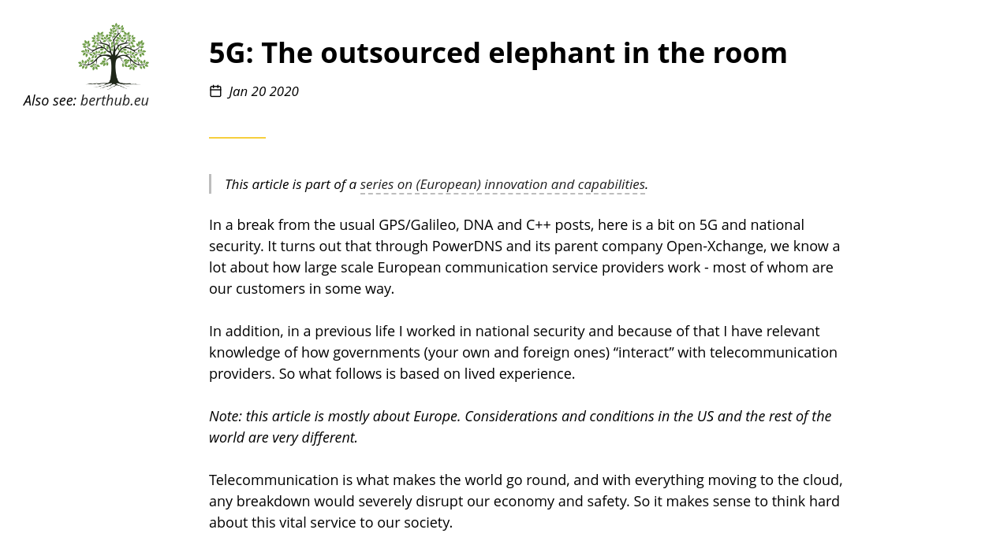 Also see: berthub.eu
5G: The outsourced elephant in the room
Jan 20 2020
This article is part of a series on (European) innovation and capabilities.
In a break from the usual GPS/Galileo, DNA and C++ posts, here is a bit on 5G and national
security. It turns out that through PowerDNS and its parent company Open-Xchange, we know a
lot about how large scale European communication service providers work - most of whom are
our customers in some way.
In addition, in a previous life I worked in national security and because of that I have relevant
knowledge of how governments (your own and foreign ones) “interact” with telecommunication
providers. So what follows is based on lived experience.
Note: this article is mostly about Europe. Considerations and conditions in the US and the rest of the
world are very different.
Telecommunication is what makes the world go round, and with everything moving to the cloud,
any breakdown would severely disrupt our economy and safety. So it makes sense to think hard
about this vital service to our society.